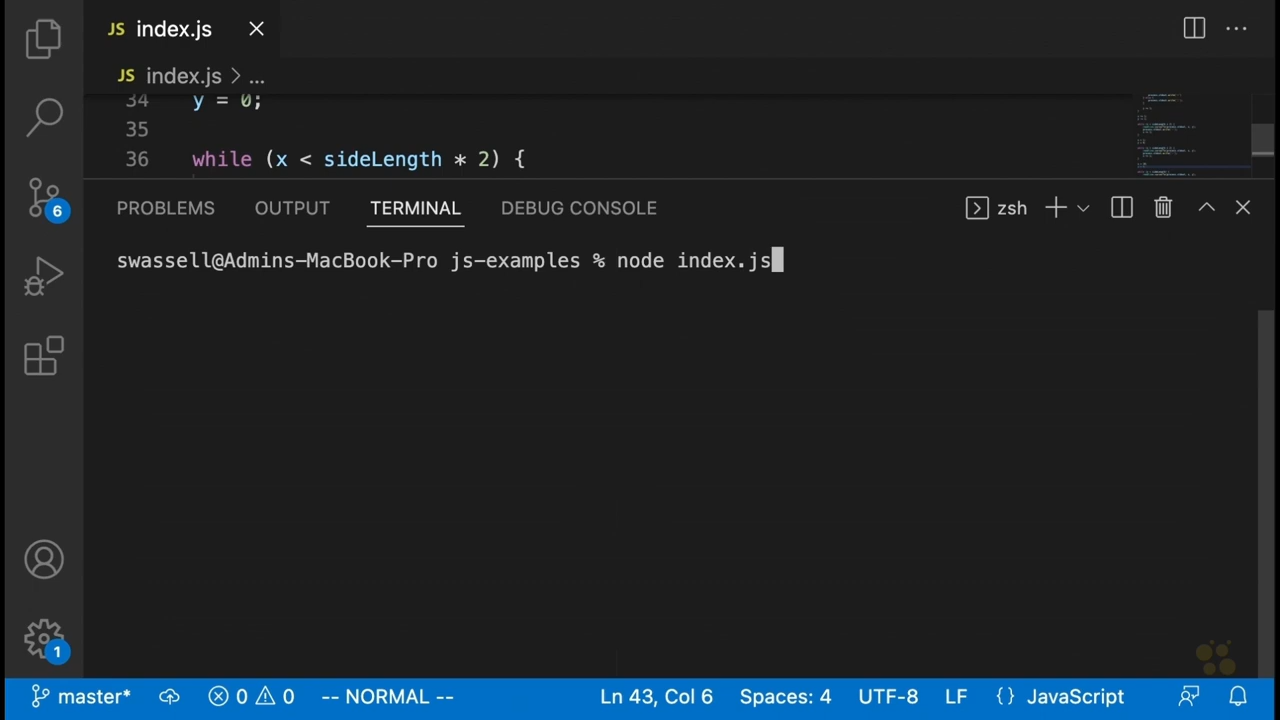 JS index.js
JS index.js > ...
34 y = 0;
35
36 while (x < sideLength * 2) {
PROBLEMS OUTPUT TERMINAL DEBUG CONSOLE zsh
swassell@Admins-MacBook-Pro js-examples % node index.js
6
1
master* 0 0 -- NORMAL -- Ln 43, Col 6 Spaces: 4 UTF-8 LF {} JavaScript